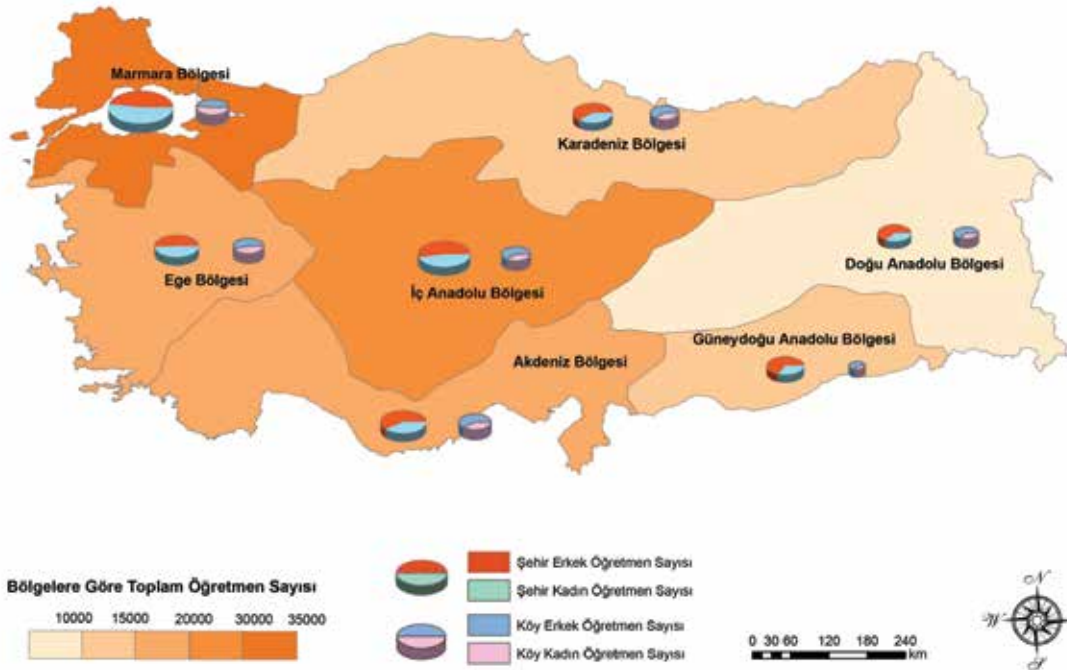 Marmara Bölgesi
Karadeniz Bölgesi
Ege Bölgesi
İç Anadolu Bölgesi
Doğu Anadolu Bölgesi
Güneydoğu Anadolu Bölgesi
Akdeniz Bölgesi
Bölgelere Göre Toplam Öğretmen Sayısı
10000 15000 20000 30000 35000
Şehir Erkek Öğretmen Sayısı
Şehir Kadın Öğretmen Sayısı
Köy Erkek Öğretmen Sayısı
Köy Kadın Öğretmen Sayısı
0 30 60 120 180 240
km
N
W
S